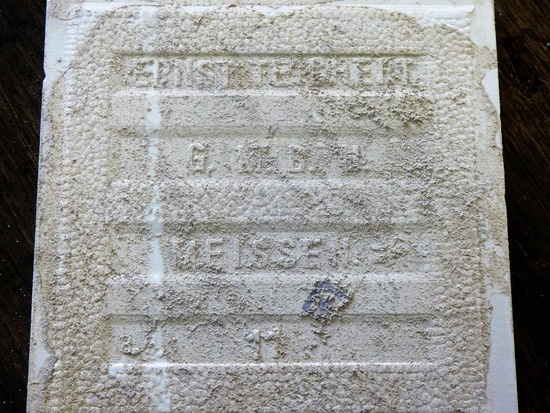 ERNST TEICHERT
G. M. B. H.
MEISSEN.